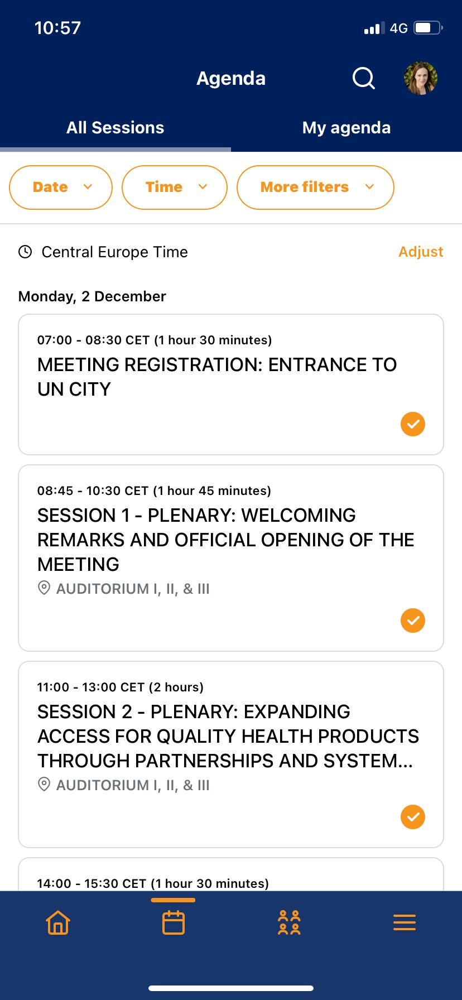 10:57
4G
Agenda
All Sessions
My agenda
Date
Time
More filters
Central Europe Time
Adjust
Monday, 2 December
07:00 - 08:30 CET (1 hour 30 minutes)
MEETING REGISTRATION: ENTRANCE TO
UN CITY
08:45 - 10:30 CET (1 hour 45 minutes)
SESSION 1 - PLENARY: WELCOMING
REMARKS AND OFFICIAL OPENING OF THE
MEETING
AUDITORIUM I, II, & III
11:00 - 13:00 CET (2 hours)
SESSION 2 - PLENARY: EXPANDING
ACCESS FOR QUALITY HEALTH PRODUCTS
THROUGH PARTNERSHIPS AND SYSTEM...
AUDITORIUM I, II, & III
14:00 - 15:30 CET (1 hour 30 minutes)